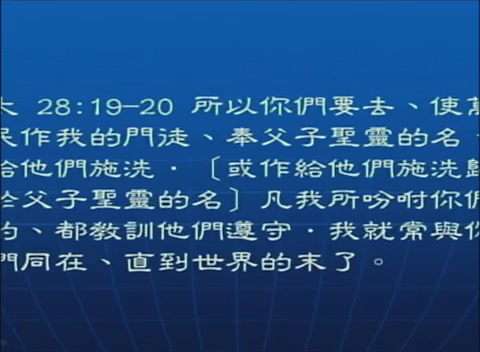 太 28:19-20 所以你們要去、使萬
民作我的門徒、奉父子聖靈的名、
給他們施洗．〔或作給他們施洗歸
於父子聖靈的名〕凡我所吩咐你們
的、都教訓他們遵守．我就常與你
們同在、直到世界的末了。